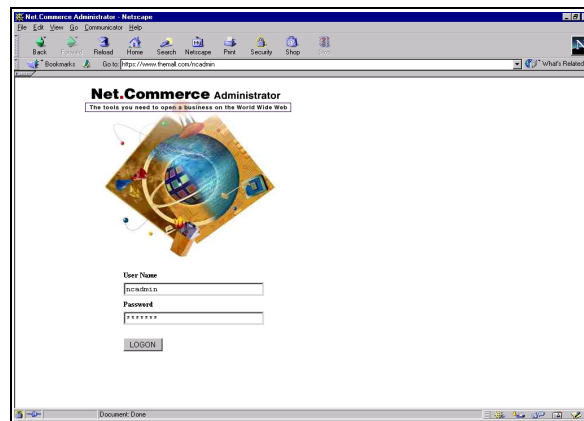 Net.Commerce Administrator - Netscape
File Edit View Go Communicator Help
Back Forward Reload Home Search Netscape Print Security Shop Stop
Bookmarks Go to: https://www.themall.com/ncadmin What's Related
Net.Commerce Administrator
The tools you need to open a business on the World Wide Web
User Name
ncadmin
Password
*******
LOGON
Document: Done